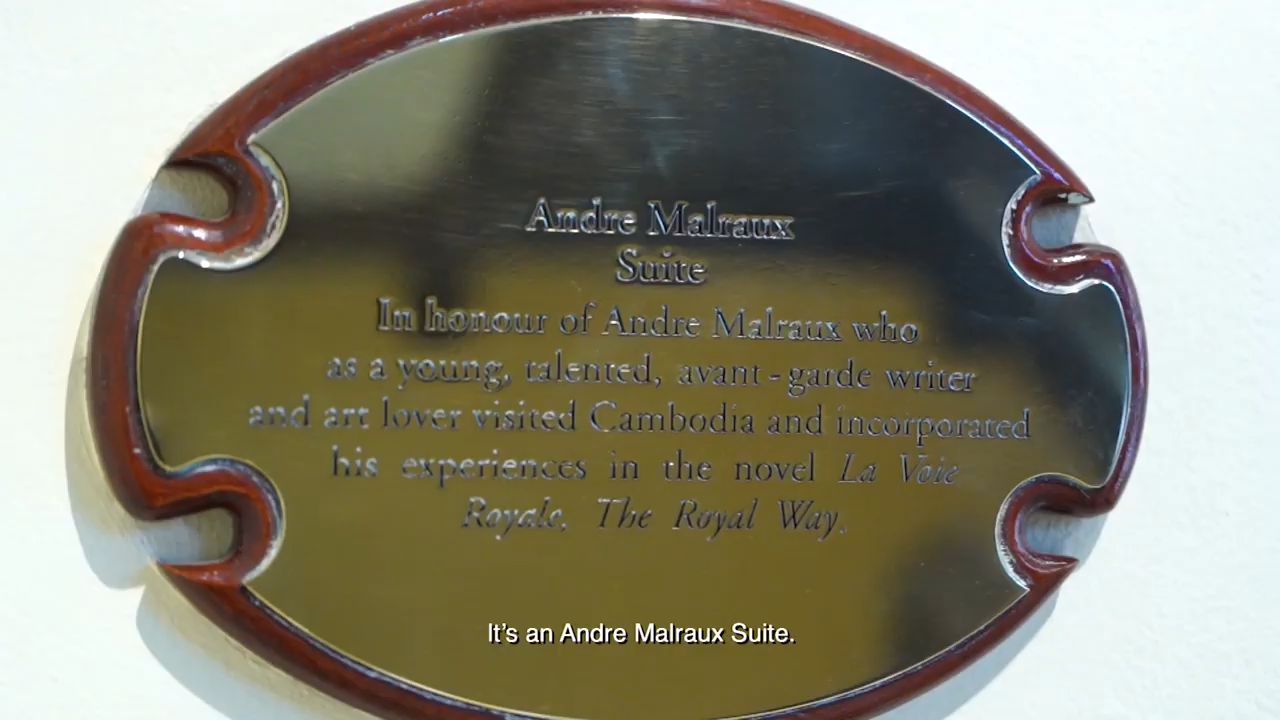 Andre Malraux
Suite
In honour of Andre Malraux who
as a young, talented, avant-garde writer
and art lover visited Cambodia and incorporated
his experiences in the novel La Voie
Royale, The Royal Way.
It's an Andre Malraux Suite.